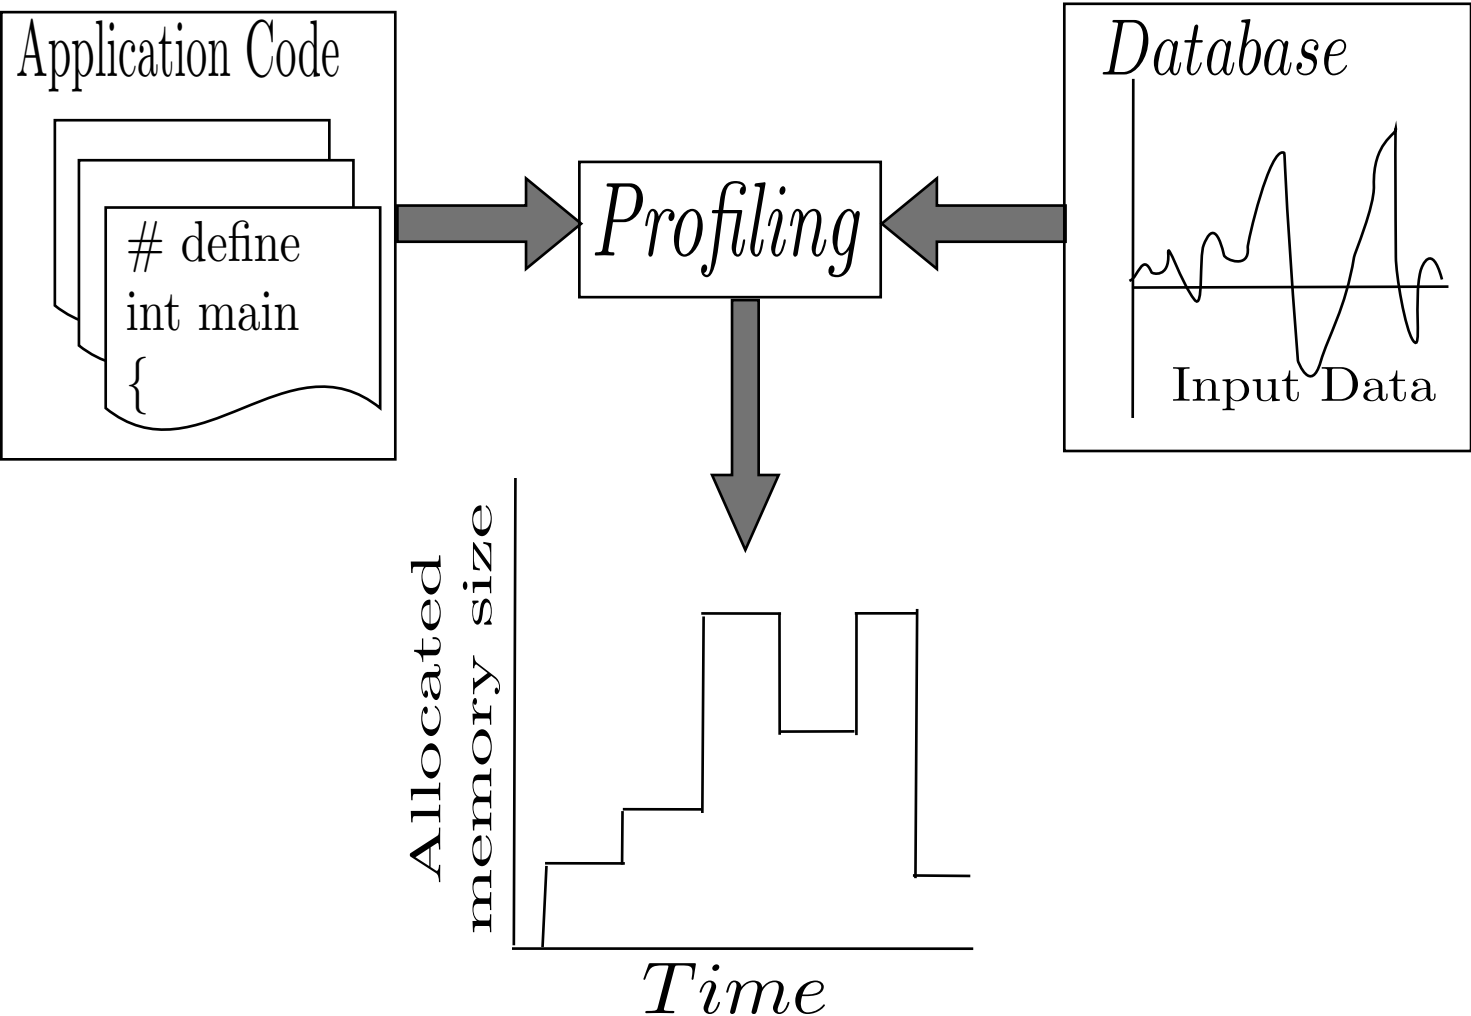 Application Code
# define
int main
{
Profiling
Database
Input Data
Allocated
memory size
Time